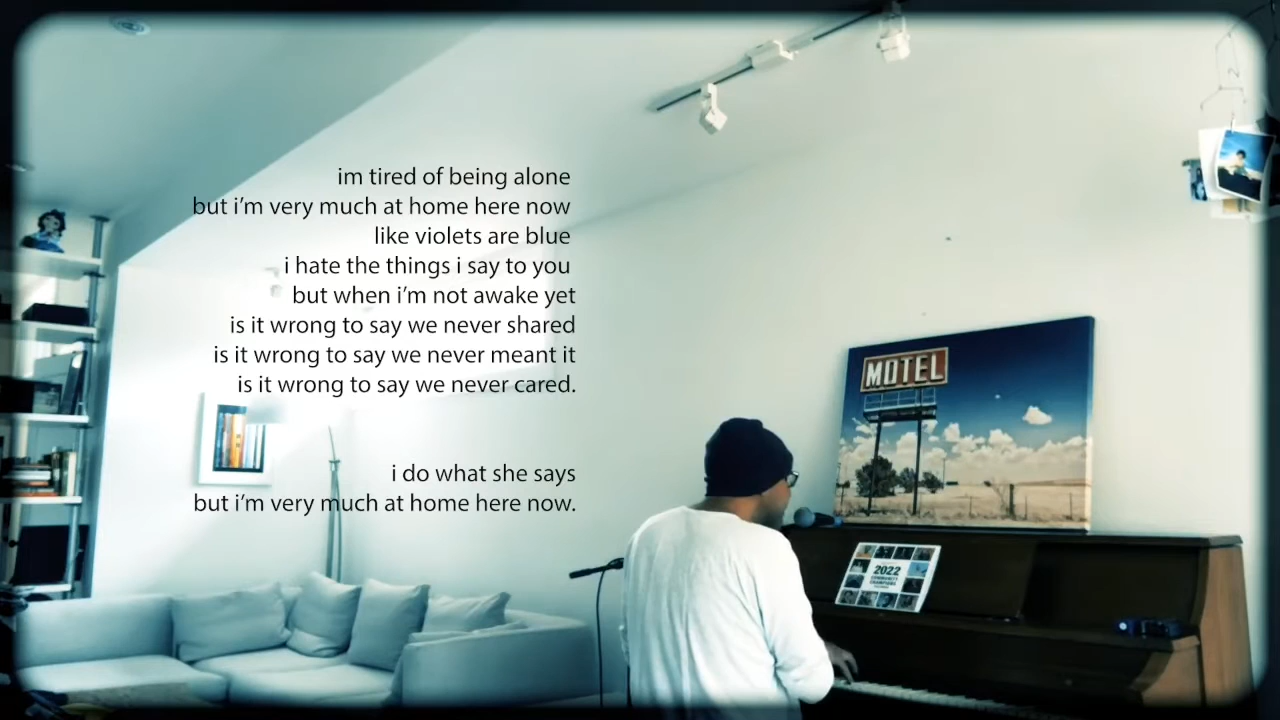 im tired of being alone
but i'm very much at home here now
like violets are blue
i hate the things i say to you
but when i'm not awake yet
is it wrong to say we never shared
is it wrong to say we never meant it
is it wrong to say we never cared.
i do what she says
but i'm very much at home here now.
MOTEL
2022
COMMUNITY
CHAMPIONS